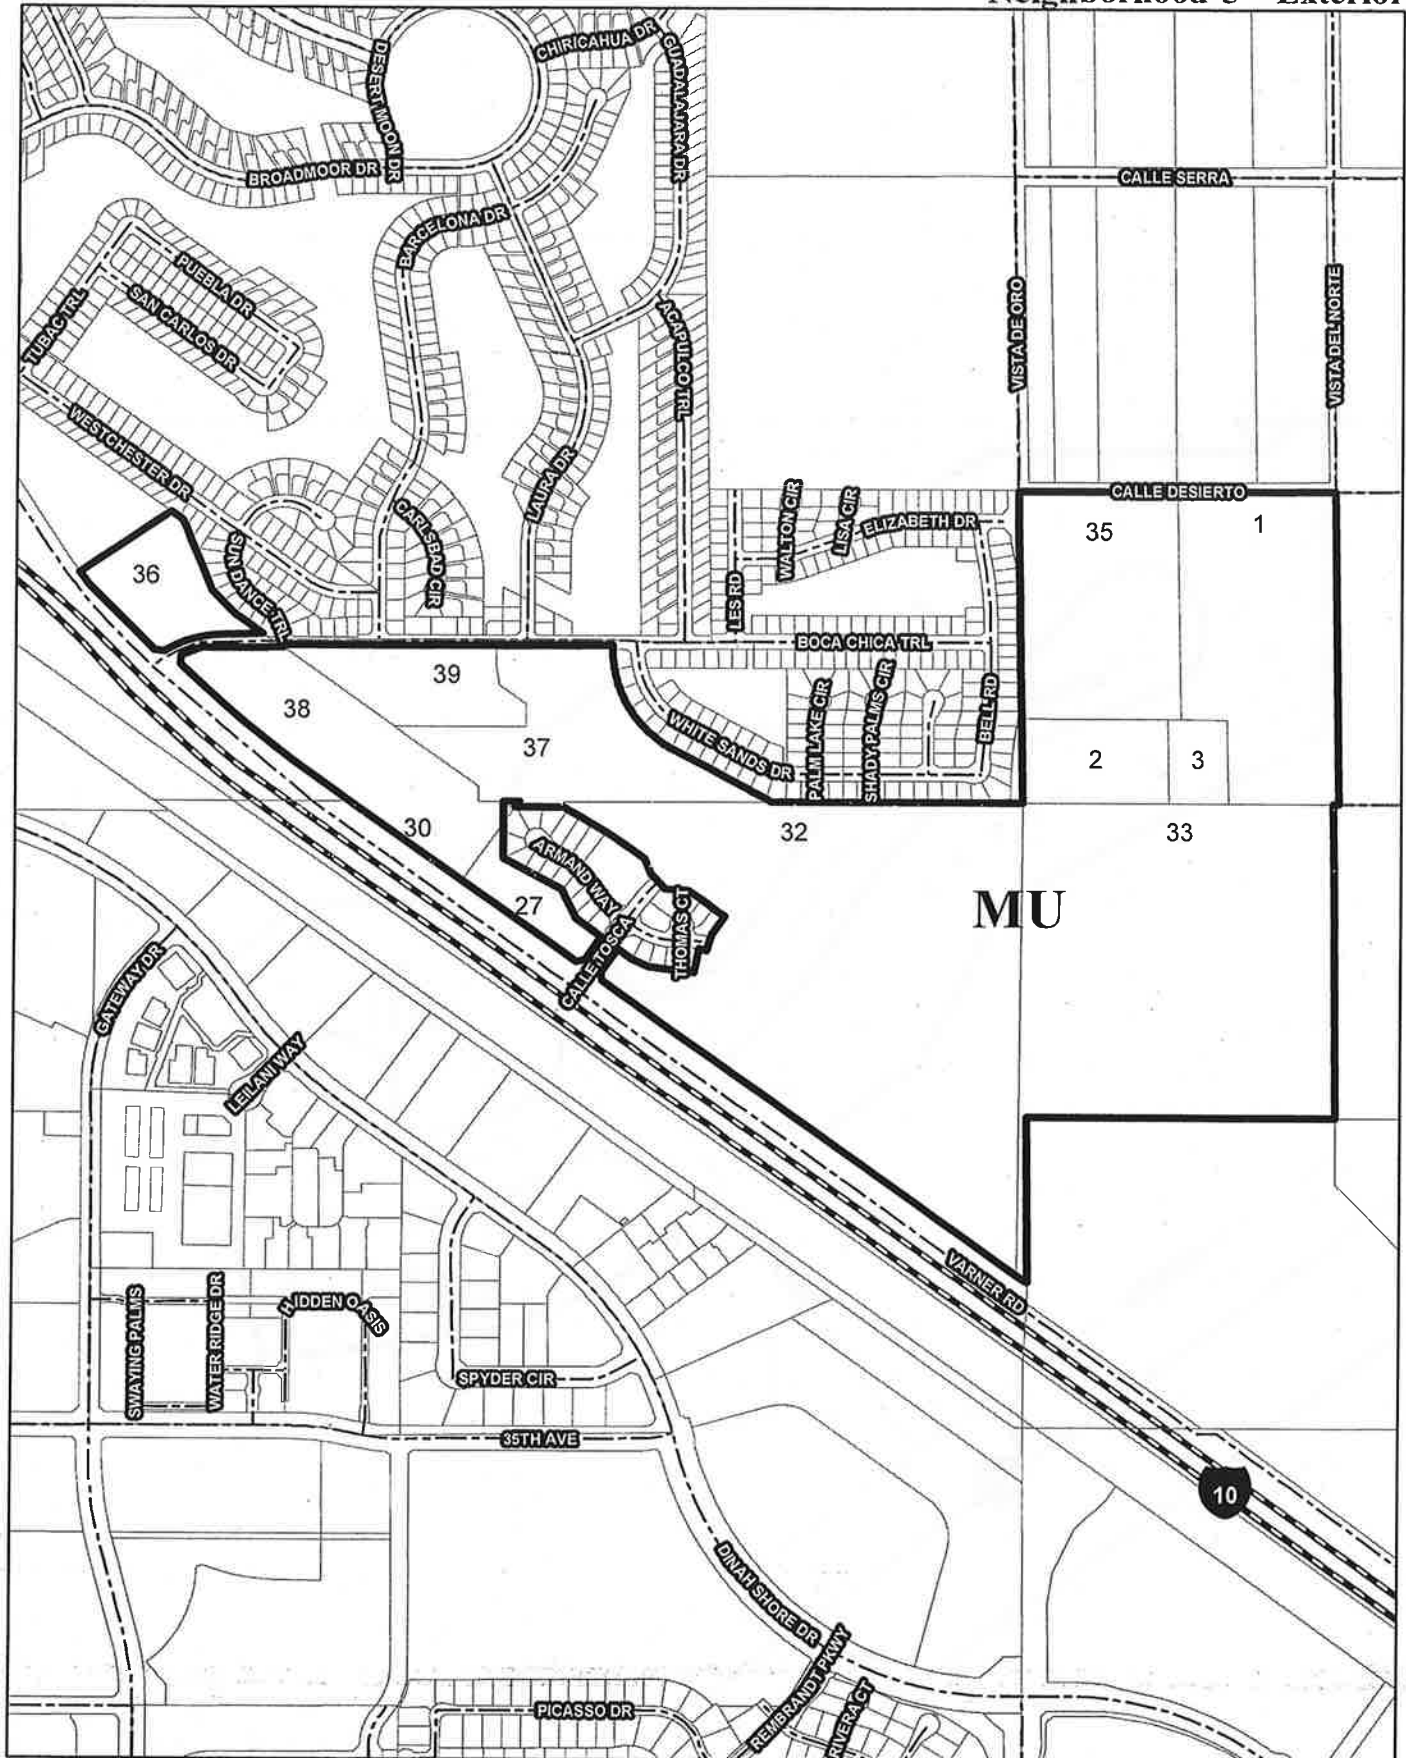 CHIRICAHUA DR
DESERT MOON DR
GUADALAJARA DR
BROADMOOR DR
CALLE SERRA
BARCELONA DR
PUEBLA DR
SAN CARLOS DR
TUBAC TRL
VISTA DE ORO
VISTA DEL NORTE
ACAPULCO TRL
WESTCHESTER DR
LAURA DR
CALLE DESIERTO
CARLSBAD CIR
WALTON CIR
LISA CIR
ELIZABETH DR
35
1
36
SUN DANCE TRL
LES RD
BOCA CHICA TRL
39
38
37
WHITE SANDS DR
PALM LAKE CIR
SHADY PALMS CIR
BELL RD
2
3
30
32
33
ARMAND WAY
27
THOMAS CT
CALLE TOSCA
MU
GATEWAY DR
LEILANI WAY
VARNER RD
SWAYING PALMS
WATER RIDGE DR
HIDDEN OASIS
SPYDER CIR
35TH AVE
10
DINAH SHORE DR
REMBRANDT PKWY
PICASSO DR
RIVERA CT